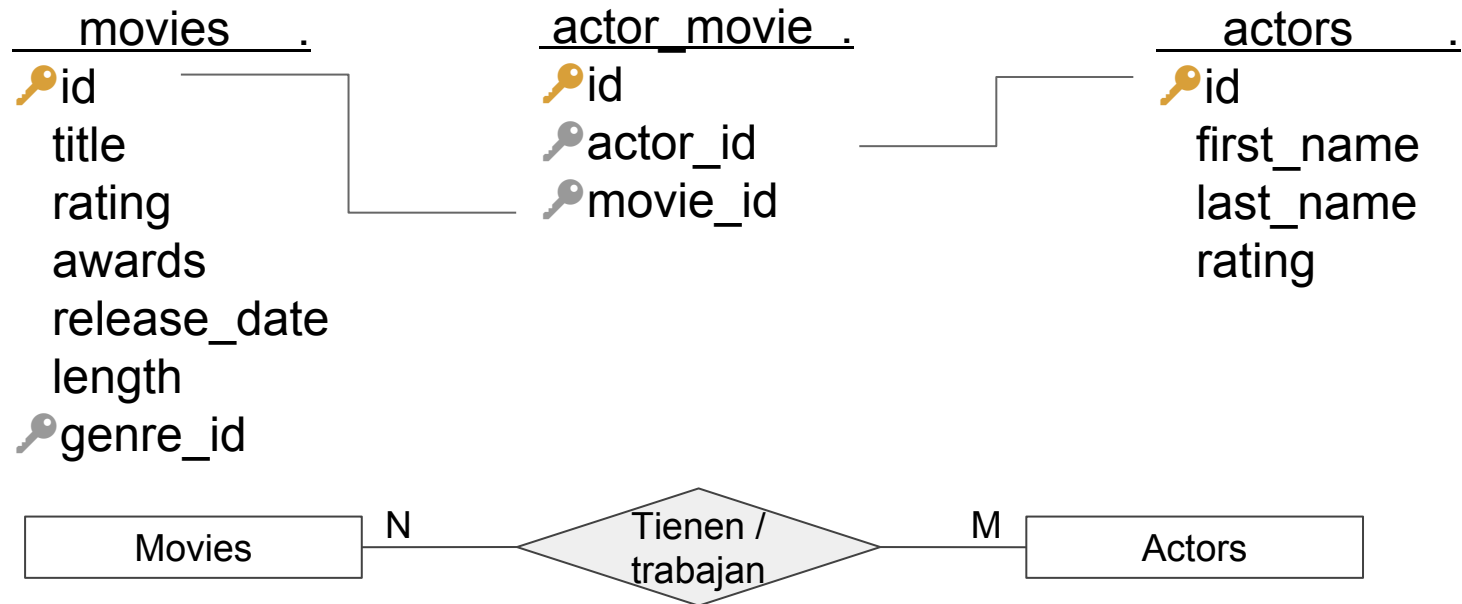 movies .
id
title
rating
awards
release_date
length
genre_id
actor_movie .
id
actor_id
movie_id
actors .
id
first_name
last_name
rating
Movies
N
Tienen /
trabajan
M
Actors